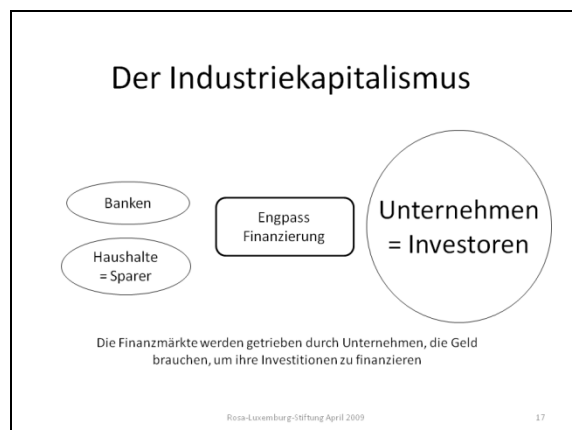 Der Industriekapitalismus
Banken
Haushalte
= Sparer
Engpass
Finanzierung
Unternehmen
= Investoren
Die Finanzmärkte werden getrieben durch Unternehmen, die Geld
brauchen, um ihre Investitionen zu finanzieren
Rosa-Luxemburg-Stiftung April 2009
17